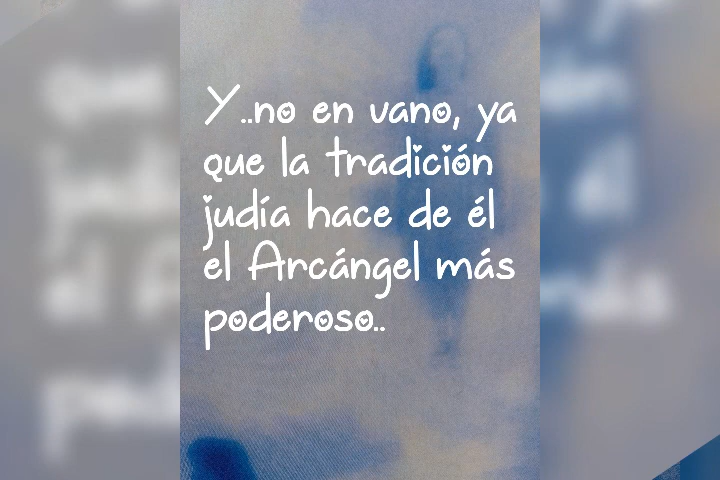 Y..no en vano, ya
que la tradición
judía hace de él
el Arcángel más
poderoso..